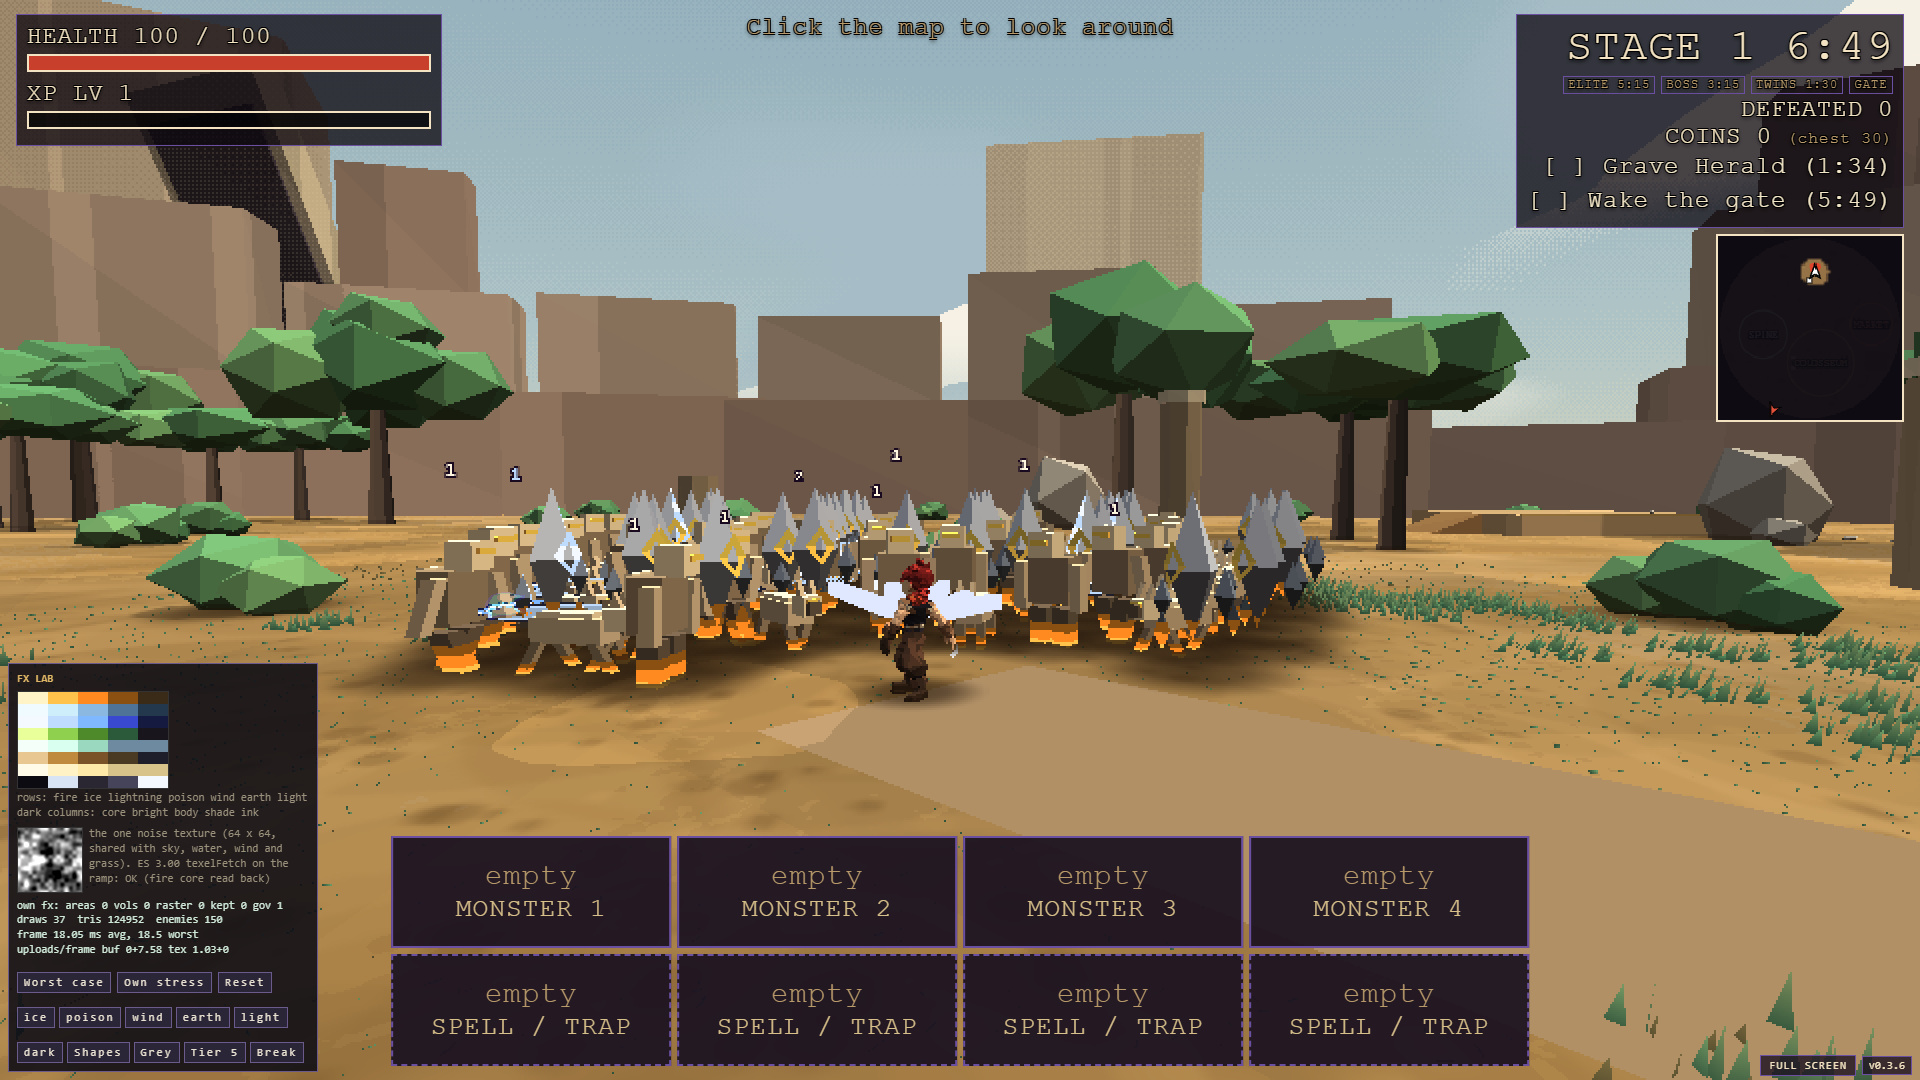 HEALTH 100 / 100
XP LV 1
Click the map to look around
STAGE 1 6:49
ELITE 5:15 BOSS 3:15 TWINS 1:30 GATE
DEFEATED 0
COINS 0 (chest 30)
[ ] Grave Herald (1:34)
[ ] Wake the gate (5:49)
1
1
1
1
1
1
1
1
FX LAB
rows: fire ice lightning poison wind earth light
dark columns: core bright body shade ink
the one noise texture (64 x 64,
shared with sky, water, wind and
grass). ES 3.00 texelFetch on the
ramp: OK (fire core read back)
own fx: areas 0 vols 0 raster 0 kept 0 gov 1
draws 37 tris 124952 enemies 150
frame 18.05 ms avg, 18.5 worst
uploads/frame buf 0+7.58 tex 1.03+0
Worst case Own stress Reset
ice poison wind earth light
dark Shapes Grey Tier 5 Break
empty
MONSTER 1
empty
MONSTER 2
empty
MONSTER 3
empty
MONSTER 4
empty
SPELL / TRAP
empty
SPELL / TRAP
empty
SPELL / TRAP
empty
SPELL / TRAP
FULL SCREEN v0.3.6